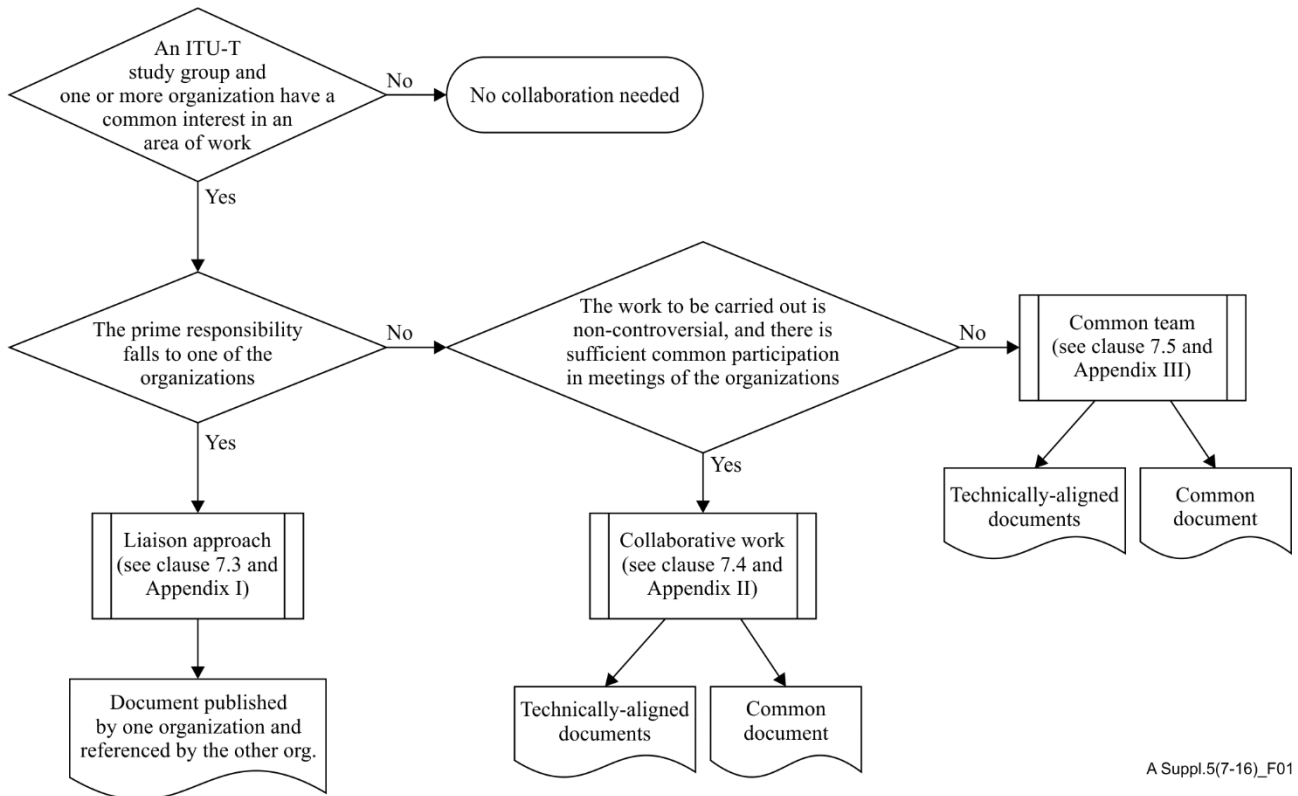 An ITU-T
study group and
one or more organization have a
common interest in an
area of work
No
No collaboration needed
Yes
The prime responsibility
falls to one of the
organizations
No
The work to be carried out is
non-controversial, and there is
sufficient common participation
in meetings of the organizations
No
Common team
(see clause 7.5 and
Appendix III)
Technically-aligned
documents
Common
document
Yes
Liaison approach
(see clause 7.3 and
Appendix I)
Document published
by one organization and
referenced by the other org.
Yes
Collaborative work
(see clause 7.4 and
Appendix II)
Technically-aligned
documents
Common
document
A Suppl.5(7-16)_F01